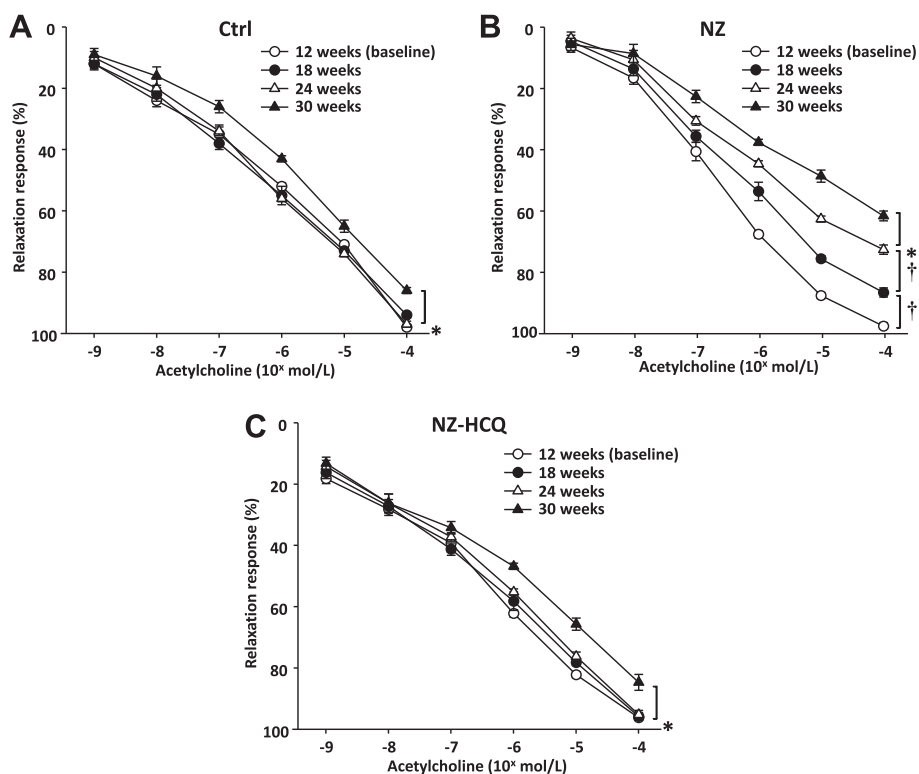 A
Ctrl
12 weeks (baseline)
18 weeks
24 weeks
30 weeks
0
20
40
60
80
100
Relaxation response (%)
*
-9 -8 -7 -6 -5 -4
Acetylcholine (10ˣ mol/L)
B
NZ
12 weeks (baseline)
18 weeks
24 weeks
30 weeks
0
20
40
60
80
100
Relaxation response (%)
*
†
†
-9 -8 -7 -6 -5 -4
Acetylcholine (10ˣ mol/L)
C
NZ-HCQ
12 weeks (baseline)
18 weeks
24 weeks
30 weeks
0
20
40
60
80
100
Relaxation response (%)
*
-9 -8 -7 -6 -5 -4
Acetylcholine (10ˣ mol/L)